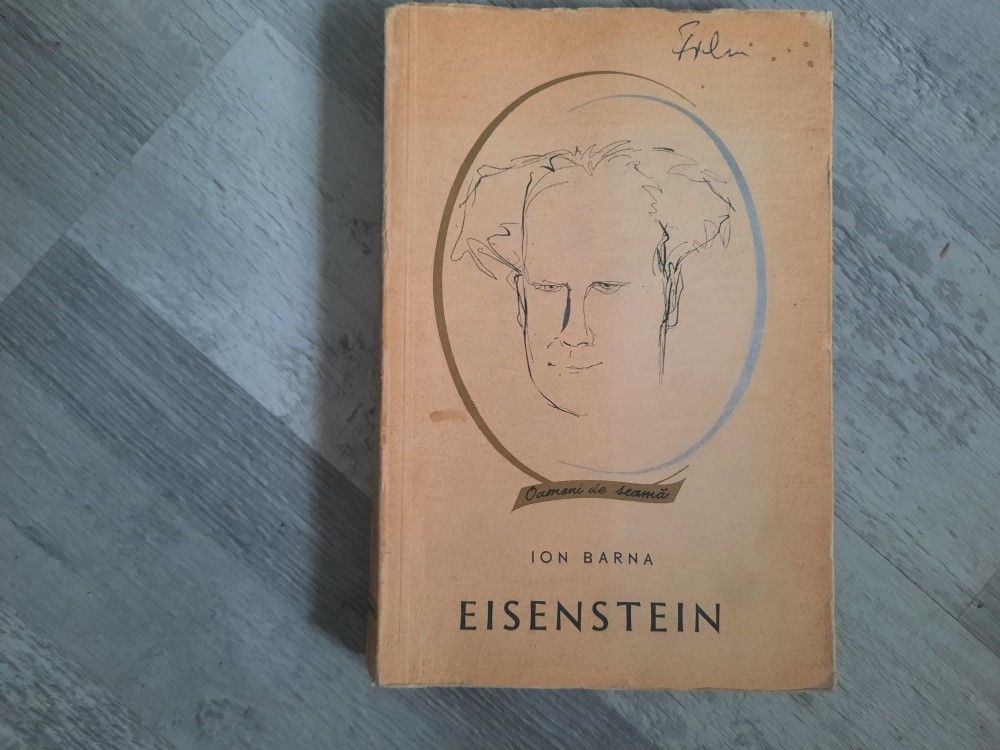 Oameni de seamă
ION BARNA
EISENSTEIN